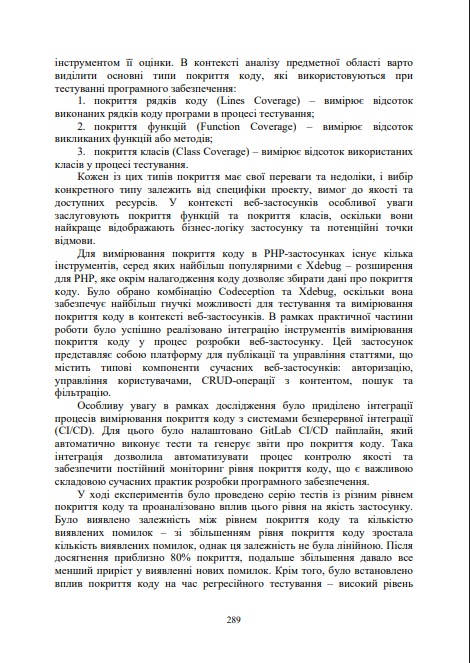 інструментом її оцінки. В контексті аналізу предметної області варто
виділити основні типи покриття коду, які використовуються при
тестуванні програмного забезпечення:
1. покриття рядків коду (Lines Coverage) – вимірює відсоток
виконаних рядків коду програми в процесі тестування;
2. покриття функцій (Function Coverage) – вимірює відсоток
викликаних функцій або методів;
3. покриття класів (Class Coverage) – вимірює відсоток використаних
класів у процесі тестування.
Кожен із цих типів покриття має свої переваги та недоліки, і вибір
конкретного типу залежить від специфіки проекту, вимог до якості та
доступних ресурсів. У контексті веб-застосунків особливої уваги
заслуговують покриття функцій та покриття класів, оскільки вони
найкраще відображають бізнес-логіку застосунку та потенційні точки
відмови.
Для вимірювання покриття коду в PHP-застосунках існує кілька
інструментів, серед яких найбільш популярними є Xdebug – розширення
для PHP, яке окрім налагодження коду дозволяє збирати дані про покриття
коду. Було обрано комбінацію Codeception та Xdebug, оскільки вона
забезпечує найбільш гнучкі можливості для тестування та вимірювання
покриття коду в контексті веб-застосунків. В рамках практичної частини
роботи було успішно реалізовано інтеграцію інструментів вимірювання
покриття коду у процес розробки веб-застосунку. Цей застосунок
представляє собою платформу для публікації та управління статтями, що
містить типові компоненти сучасних веб-застосунків: авторизацію,
управління користувачами, CRUD-операції з контентом, пошук та
фільтрацію.
Особливу увагу в рамках дослідження було приділено інтеграції
процесів вимірювання покриття коду з системами безперервної інтеграції
(CI/CD). Для цього було налаштовано GitLab CI/CD пайплайн, який
автоматично виконує тести та генерує звіти про покриття коду. Така
інтеграція дозволила автоматизувати процес контролю якості та
забезпечити постійний моніторинг рівня покриття коду, що є важливою
складовою сучасних практик розробки програмного забезпечення.
У ході експериментів було проведено серію тестів із різним рівнем
покриття коду та проаналізовано вплив цього рівня на якість застосунку.
Було виявлено залежність між рівнем покриття коду та кількістю
виявлених помилок – зі збільшенням рівня покриття коду зростала
кількість виявлених помилок, однак ця залежність не була лінійною. Після
досягнення приблизно 80% покриття, подальше збільшення давало все
менший приріст у виявленні нових помилок. Крім того, було встановлено
вплив покриття коду на час регресійного тестування – високий рівень
289